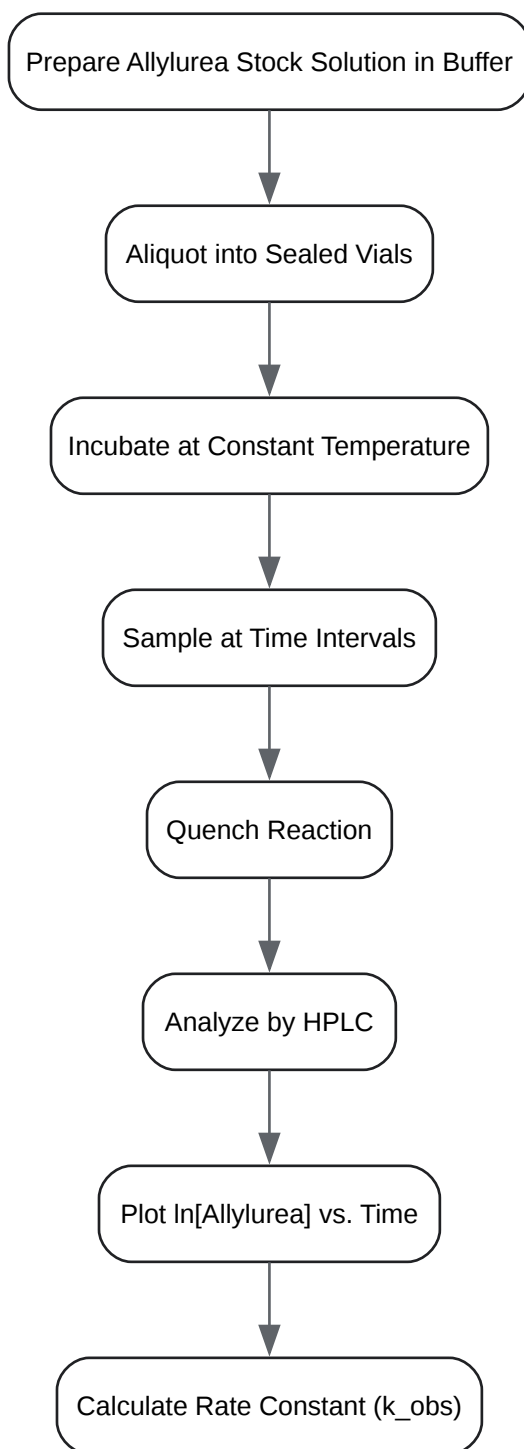 Prepare Allylurea Stock Solution in Buffer
Aliquot into Sealed Vials
Incubate at Constant Temperature
Sample at Time Intervals
Quench Reaction
Analyze by HPLC
Plot ln[Allylurea] vs. Time
Calculate Rate Constant (k_obs)